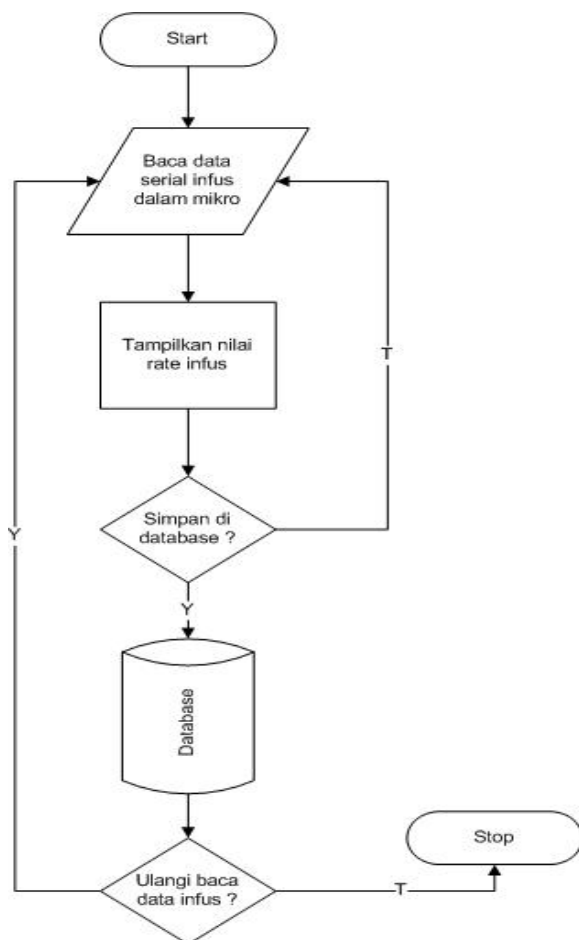 Start
Baca data
serial infus
dalam mikro
Tampilkan nilai
rate infus
T
Simpan di
database ?
Y
Y
Database
Stop
Ulangi baca
data infus ?
T